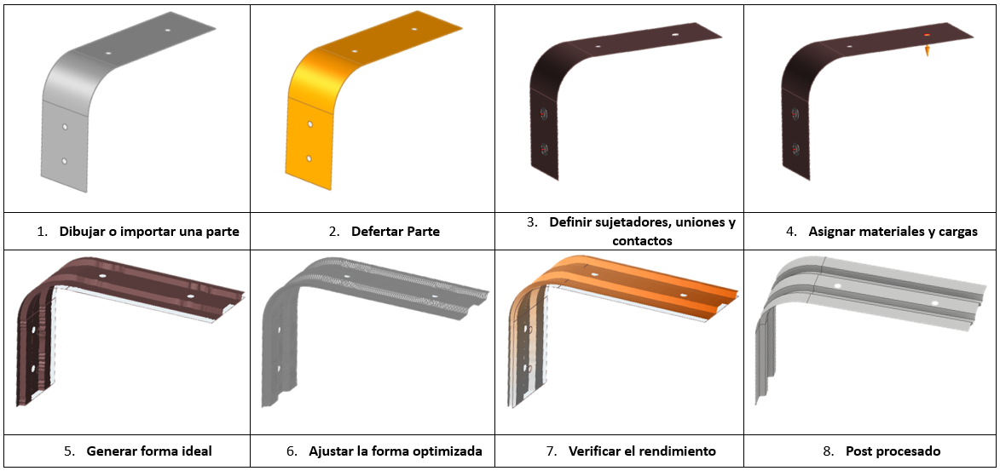 1. Dibujar o importar una parte
2. Defertar Parte
3. Definir sujetadores, uniones y
contactos
4. Asignar materiales y cargas
5. Generar forma ideal
6. Ajustar la forma optimizada
7. Verificar el rendimiento
8. Post procesado